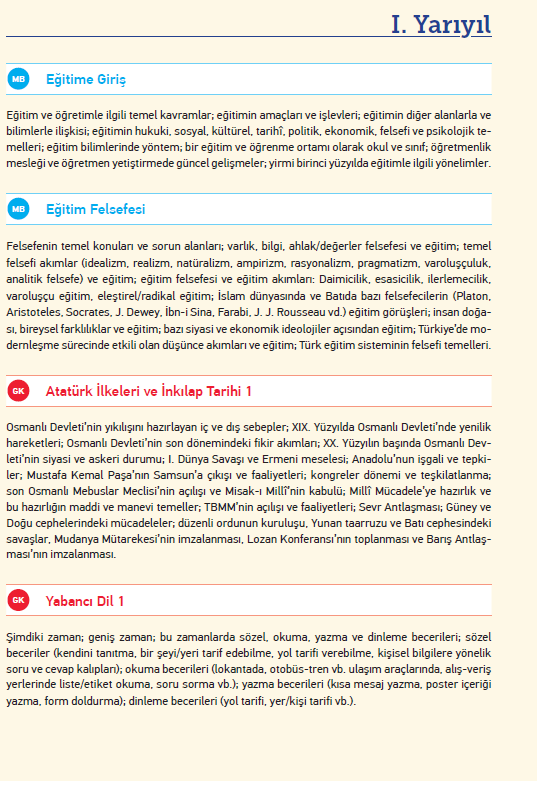 I. Yarıyıl
MB Eğitime Giriş
Eğitim ve öğretimle ilgili temel kavramlar; eğitimin amaçları ve işlevleri; eğitimin diğer alanlarla ve
bilimlerle ilişkisi; eğitimin hukuki, sosyal, kültürel, tarihî, politik, ekonomik, felsefi ve psikolojik te-
melleri; eğitim bilimlerinde yöntem; bir eğitim ve öğrenme ortamı olarak okul ve sınıf; öğretmenlik
mesleği ve öğretmen yetiştirmede güncel gelişmeler; yirmi birinci yüzyılda eğitimle ilgili yönelimler.
MB Eğitim Felsefesi
Felsefenin temel konuları ve sorun alanları; varlık, bilgi, ahlak/değerler felsefesi ve eğitim; temel
felsefi akımlar (idealizm, realizm, natüralizm, ampirizm, rasyonalizm, pragmatizm, varoluşçuluk,
analitik felsefe) ve eğitim; eğitim felsefesi ve eğitim akımları: Daimicilik, esasicilik, ilerlemecilik,
varoluşçu eğitim, eleştirel/radikal eğitim; İslam dünyasında ve Batıda bazı felsefecilerin (Platon,
Aristoteles, Socrates, J. Dewey, İbn-i Sina, Farabi, J. J. Rousseau vd.) eğitim görüşleri; insan doğa-
sı, bireysel farklılıklar ve eğitim; bazı siyasi ve ekonomik ideolojiler açısından eğitim; Türkiye'de mo-
dernleşme sürecinde etkili olan düşünce akımları ve eğitim; Türk eğitim sisteminin felsefi temelleri.
GK Atatürk İlkeleri ve İnkılap Tarihi 1
Osmanlı Devleti'nin yıkılışını hazırlayan iç ve dış sebepler; XIX. Yüzyılda Osmanlı Devleti'nde yenilik
hareketleri; Osmanlı Devleti'nin son dönemindeki fikir akımları; XX. Yüzyılın başında Osmanlı Dev-
leti'nin siyasi ve askeri durumu; I. Dünya Savaşı ve Ermeni meselesi; Anadolu'nun işgali ve tepki-
ler; Mustafa Kemal Paşa'nın Samsun'a çıkışı ve faaliyetleri; kongreler dönemi ve teşkilatlanma;
son Osmanlı Mebuslar Meclisi'nin açılışı ve Misak-ı Millî'nin kabulü; Millî Mücadele'ye hazırlık ve
bu hazırlığın maddi ve manevi temeller; TBMM'nin açılışı ve faaliyetleri; Sevr Antlaşması; Güney ve
Doğu cephelerindeki mücadeleler; düzenli ordunun kuruluşu, Yunan taarruzu ve Batı cephesindeki
savaşlar, Mudanya Mütarekesi'nin imzalanması, Lozan Konferansı'nın toplanması ve Barış Antlaş-
ması'nın imzalanması.
GK Yabancı Dil 1
Şimdiki zaman; geniş zaman; bu zamanlarda sözel, okuma, yazma ve dinleme becerileri; sözel
beceriler (kendini tanıtma, bir şeyi/yeri tarif edebilme, yol tarifi verebilme, kişisel bilgilere yönelik
soru ve cevap kalıpları); okuma becerileri (lokantada, otobüs-tren vb. ulaşım araçlarında, alış-veriş
yerlerinde liste/etiket okuma, soru sorma vb.); yazma becerileri (kısa mesaj yazma, poster içeriği
yazma, form doldurma); dinleme becerileri (yol tarifi, yer/kişi tarifi vb.).